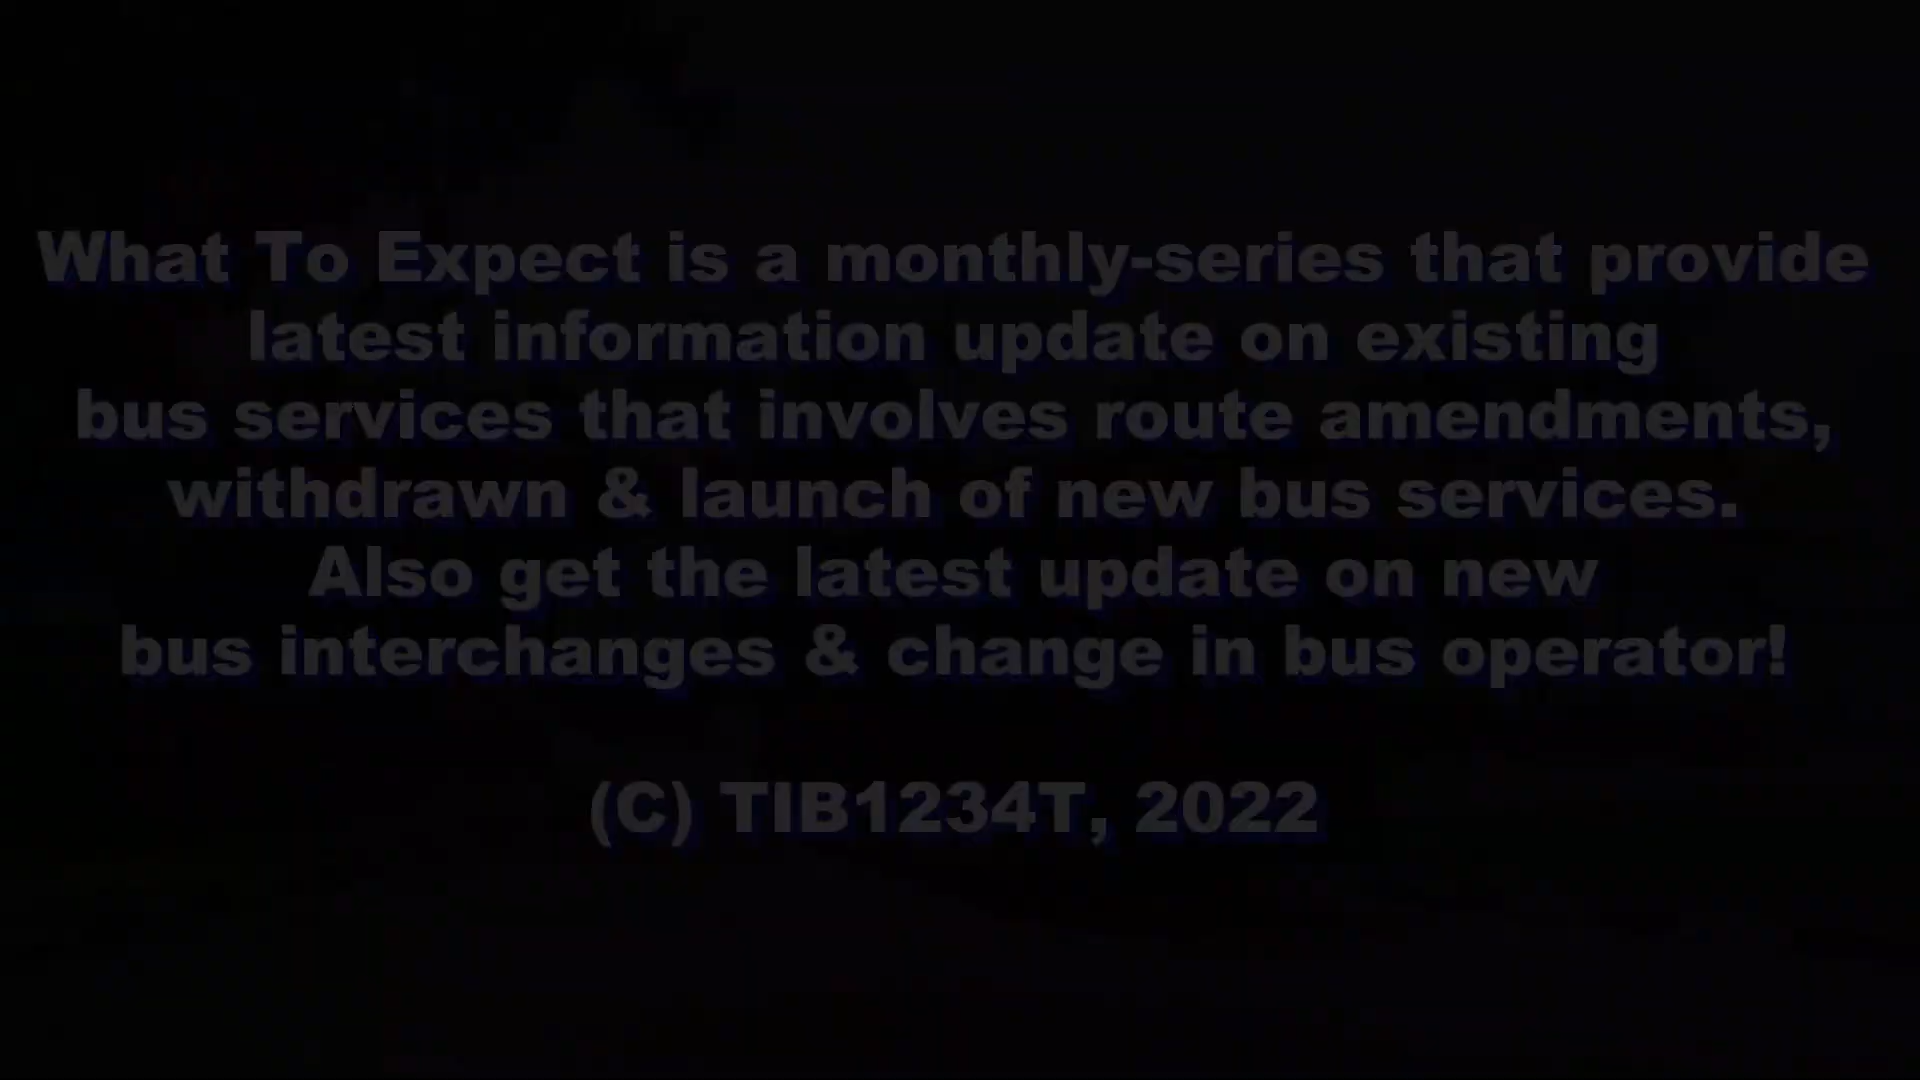 What To Expect is a monthly-series that provide
latest information update on existing
bus services that involves route amendments,
withdrawn & launch of new bus services.
Also get the latest update on new
bus interchanges & change in bus operator!
(C) TIB1234T, 2022